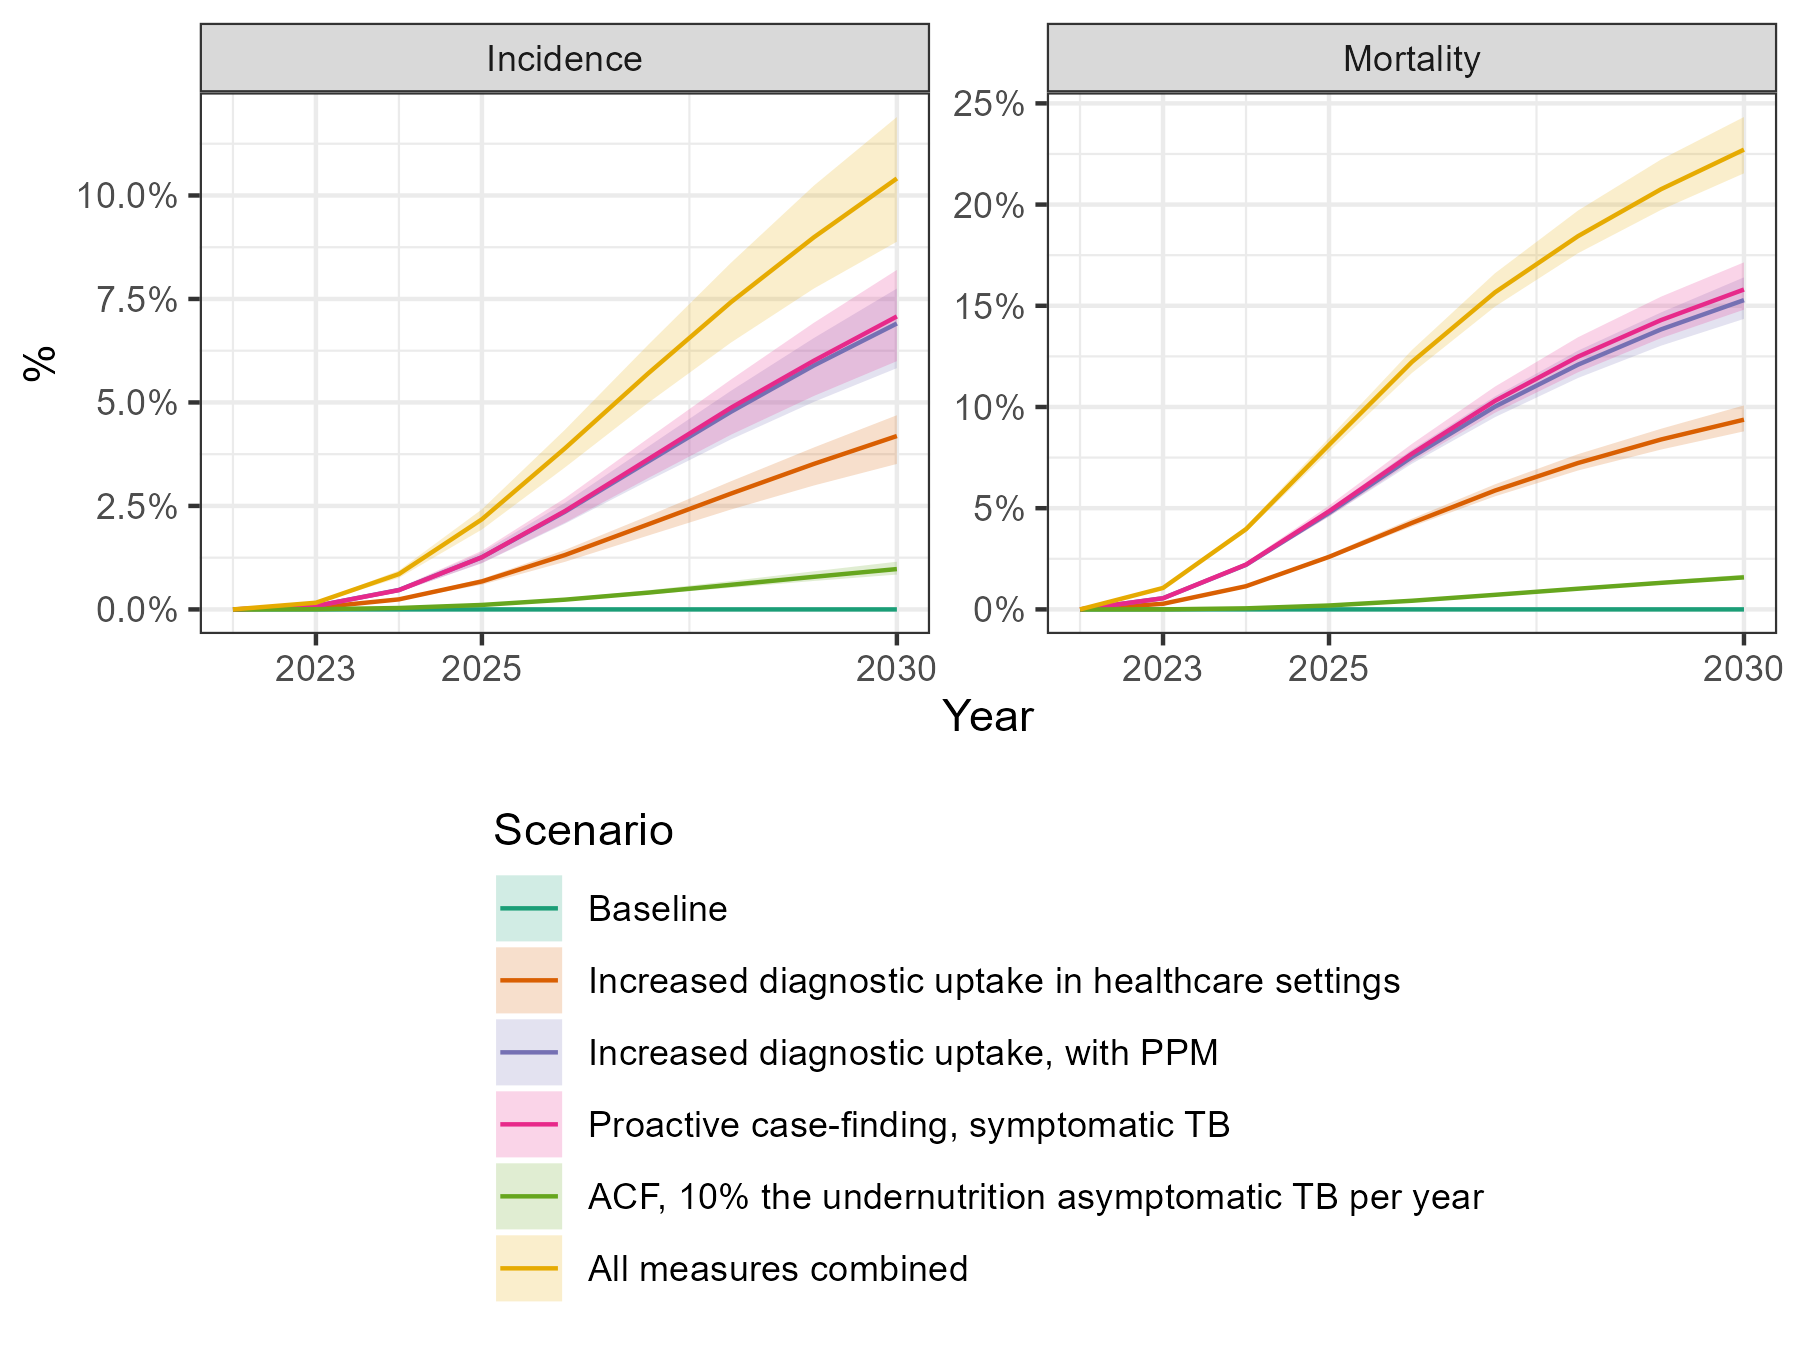 Incidence
Mortality
%
10.0%
7.5%
5.0%
2.5%
0.0%
25%
20%
15%
10%
5%
0%
2023
2025
2030
2023
2025
2030
Year
Scenario
Baseline
Increased diagnostic uptake in healthcare settings
Increased diagnostic uptake, with PPM
Proactive case-finding, symptomatic TB
ACF, 10% the undernutrition asymptomatic TB per year
All measures combined